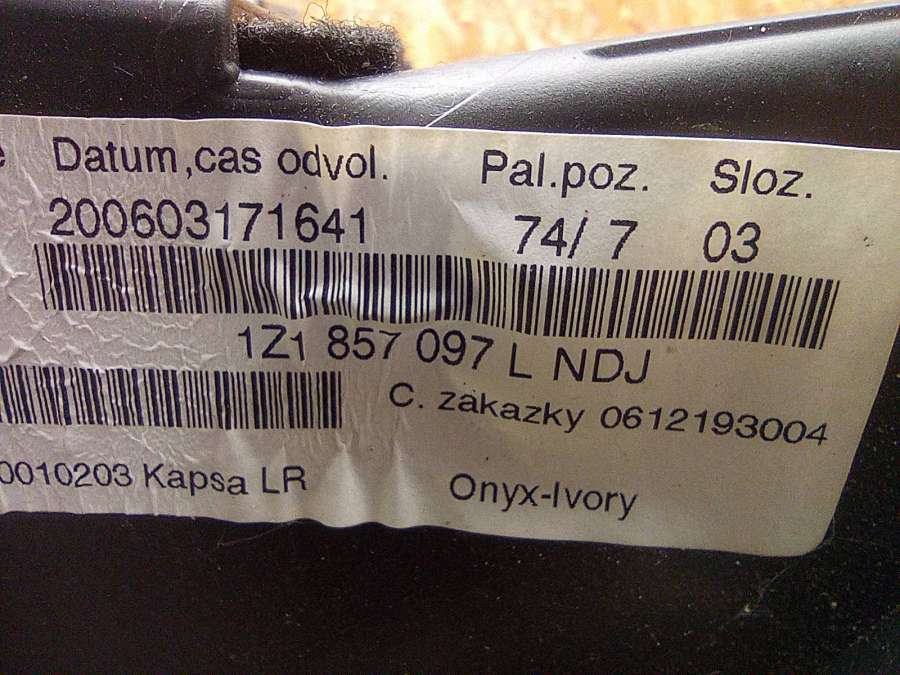 Datum,cas odvol. Pal.poz. Sloz.
200603171641 74/ 7 03
1Z1 857 097 L NDJ
C. zakazky 0612193004
0010203 Kapsa LR Onyx-Ivory